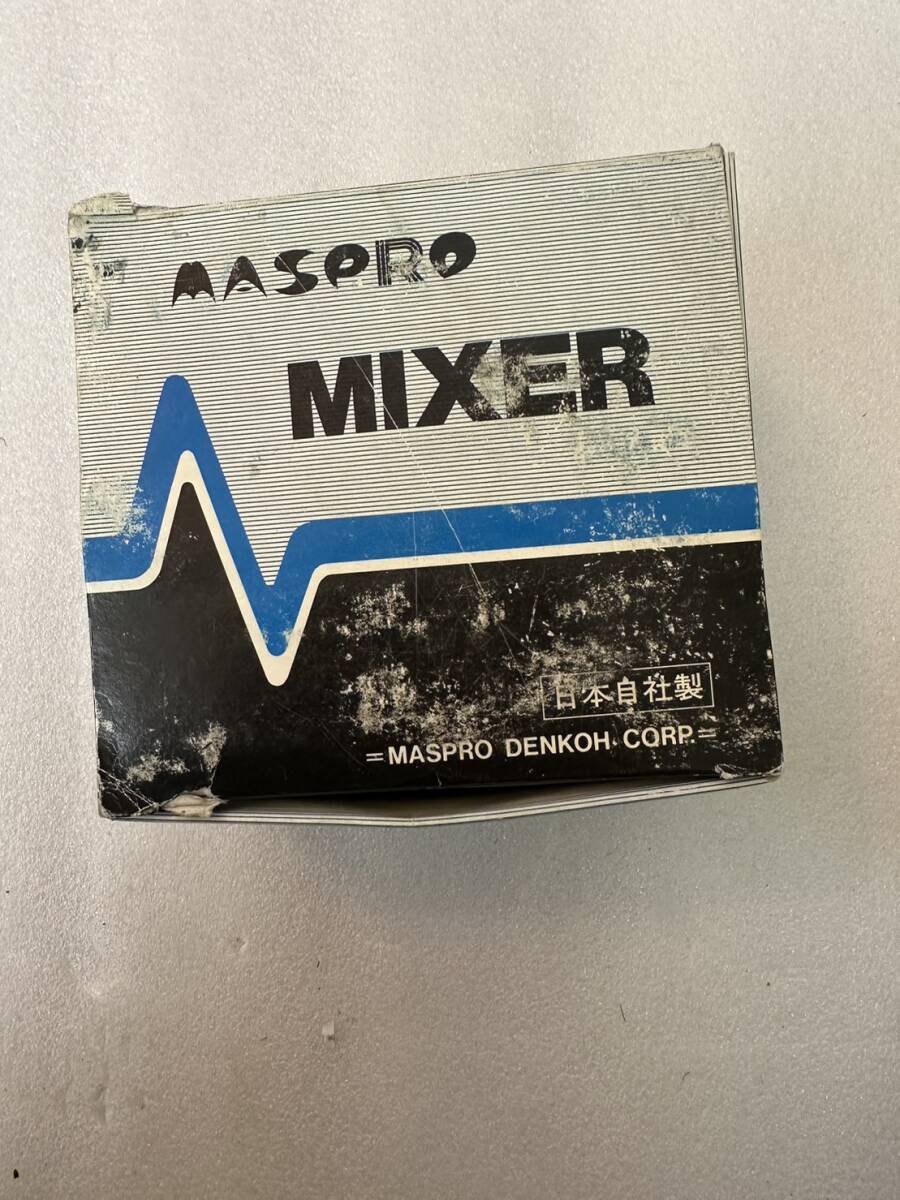 MASPRO
MIXER
日本自社製
=MASPRO DENKOH CORP.=